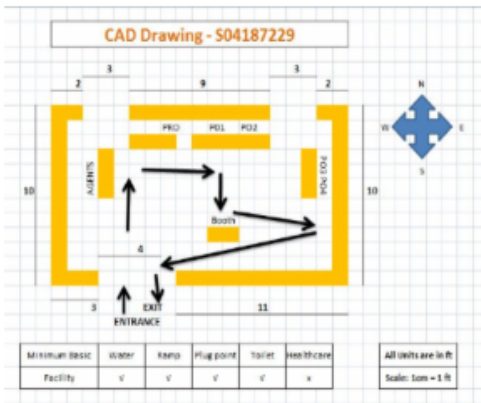 CAD Drawing - S04187229
3
3
2
9
2
N
PRO
PO1
PO2
W
E
S
AGENTS
PO3 PO4
10
10
Booth
4
3
EXIT
11
ENTRANCE
Minimum Basic Water Ramp Plug point Toilet Healthcare
Facility √ √ √ √ x
All Units are in ft
Scale: 1cm = 1 ft